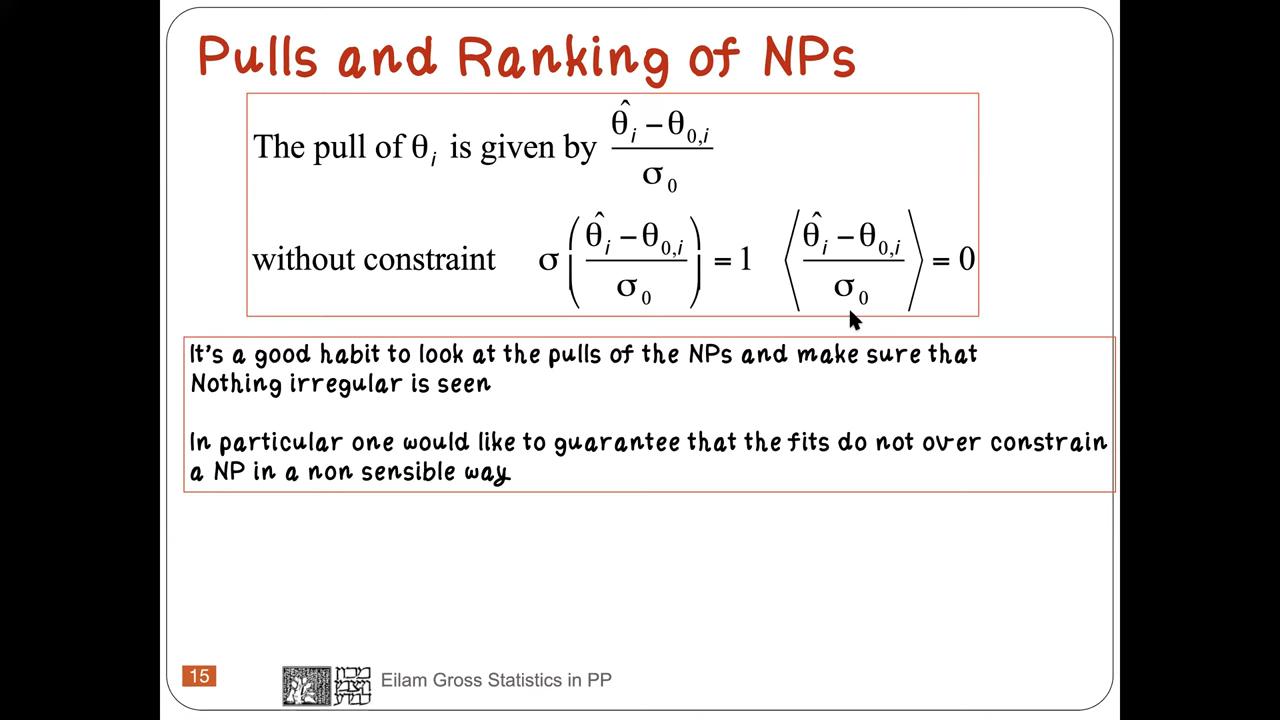 Pulls and Ranking of NPs
The pull of θ_i is given by (θ̂_i − θ_{0,i}) / σ_0
without constraint σ((θ̂_i − θ_{0,i}) / σ_0) = 1 ⟨(θ̂_i − θ_{0,i}) / σ_0⟩ = 0
It's a good habit to look at the pulls of the NPs and make sure that
Nothing irregular is seen
In particular one would like to guarantee that the fits do not over constrain
a NP in a non sensible way
15
Eilam Gross Statistics in PP